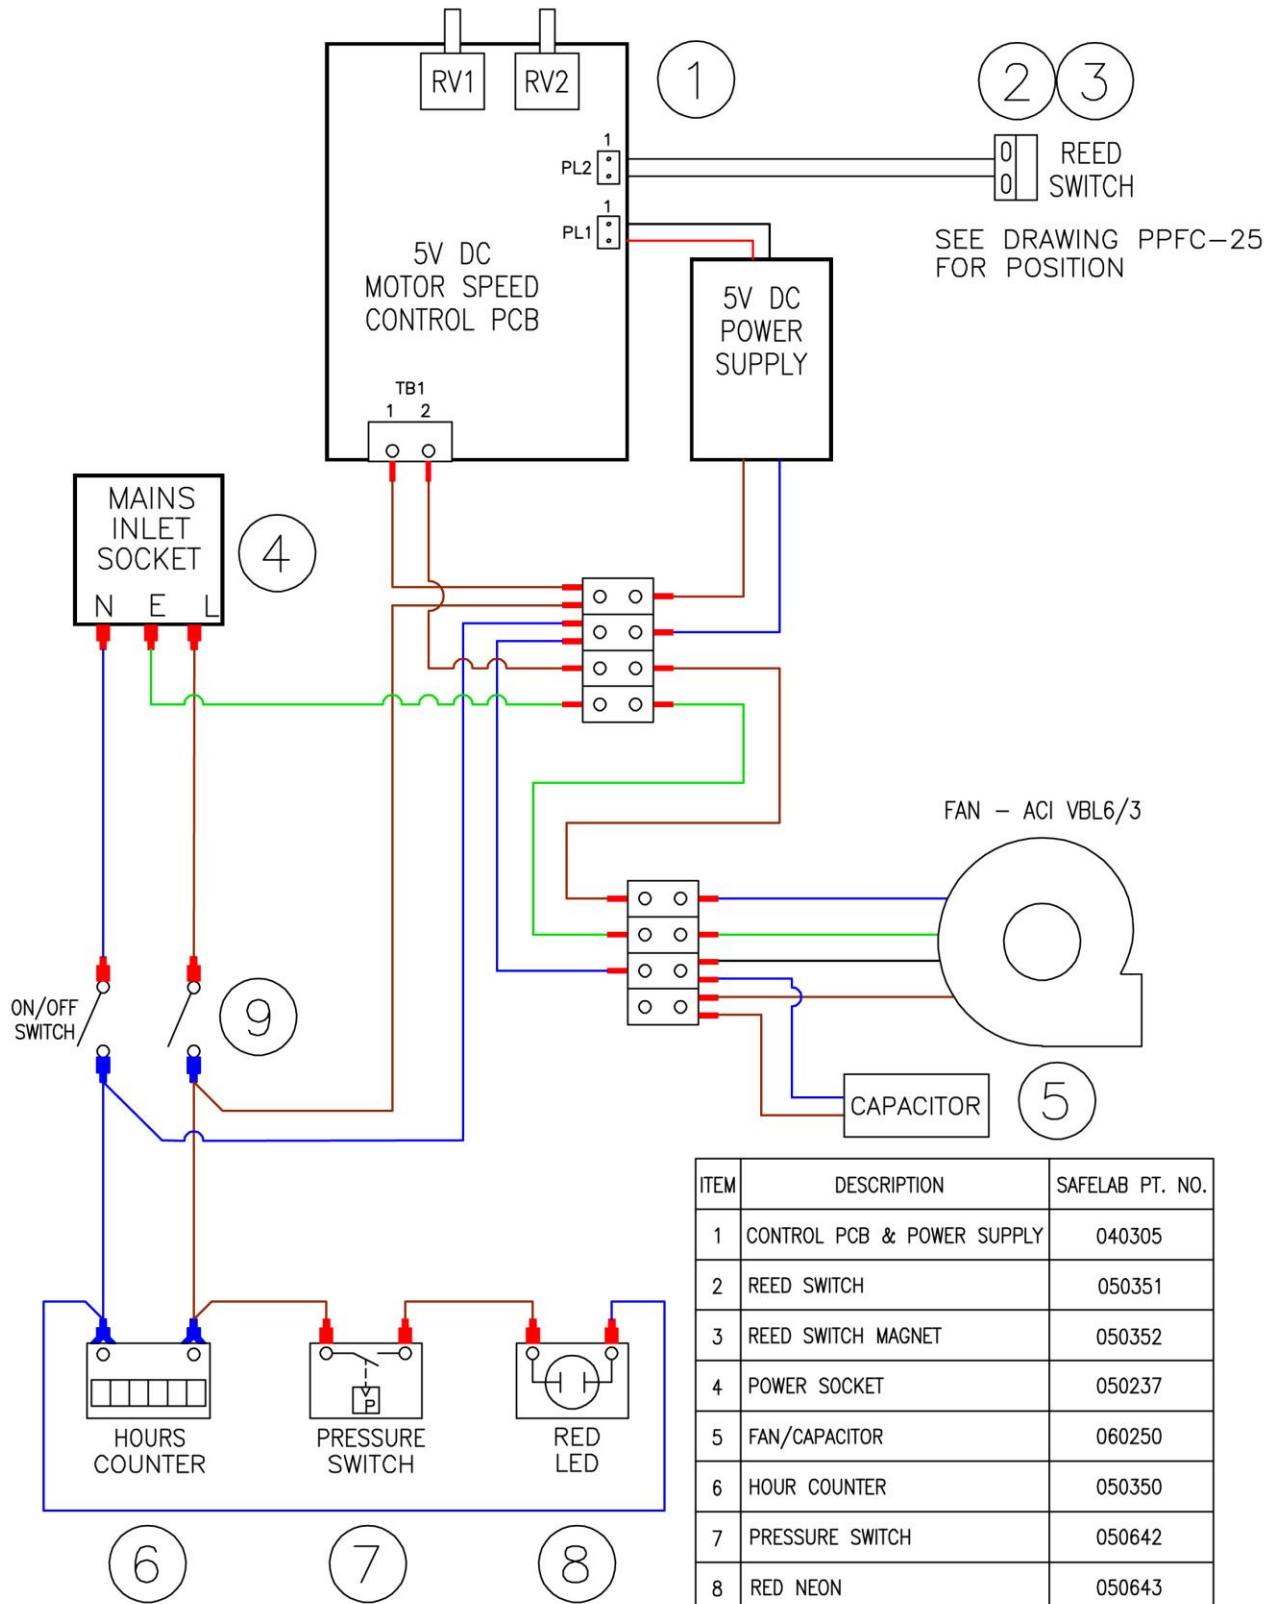 RV1 RV2
1
2 3
1
PL2
REED
SWITCH
1
PL1
SEE DRAWING PPFC-25
FOR POSITION
5V DC
MOTOR SPEED
CONTROL PCB
5V DC
POWER
SUPPLY
TB1
1 2
MAINS
INLET
SOCKET
N E L
4
FAN - ACI VBL6/3
ON/OFF
SWITCH
9
CAPACITOR
5
ITEM DESCRIPTION SAFELAB PT. NO.
1 CONTROL PCB & POWER SUPPLY 040305
2 REED SWITCH 050351
3 REED SWITCH MAGNET 050352
4 POWER SOCKET 050237
5 FAN/CAPACITOR 060250
6 HOUR COUNTER 050350
7 PRESSURE SWITCH 050642
8 RED NEON 050643
P
HOURS
COUNTER
PRESSURE
SWITCH
RED
LED
6 7 8